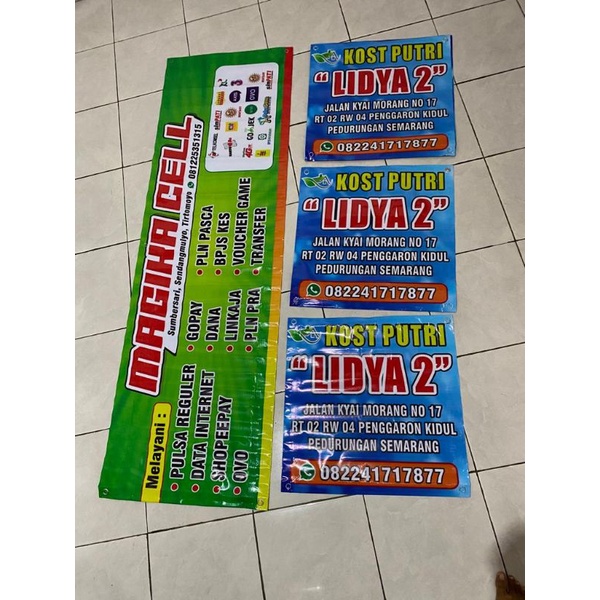 MAGIKA CELL
Sumbersari, Sendangmulyo, Tirtomoyo 081225351315
Melayani :
• PULSA REGULER
• DATA INTERNET
• SHOPEEPAY
• OVO
• GOPAY
• DANA
• LINKAJA
• PLN PRA
• PLN PASCA
• BPJS KES
• VOUCHER GAME
• TRANSFER
KOST PUTRI
"LIDYA 2"
JALAN KYAI MORANG NO 17
RT 02 RW 04 PENGGARON KIDUL
PEDURUNGAN SEMARANG
082241717877
KOST PUTRI
"LIDYA 2"
JALAN KYAI MORANG NO 17
RT 02 RW 04 PENGGARON KIDUL
PEDURUNGAN SEMARANG
082241717877
KOST PUTRI
"LIDYA 2"
JALAN KYAI MORANG NO 17
RT 02 RW 04 PENGGARON KIDUL
PEDURUNGAN SEMARANG
082241717877